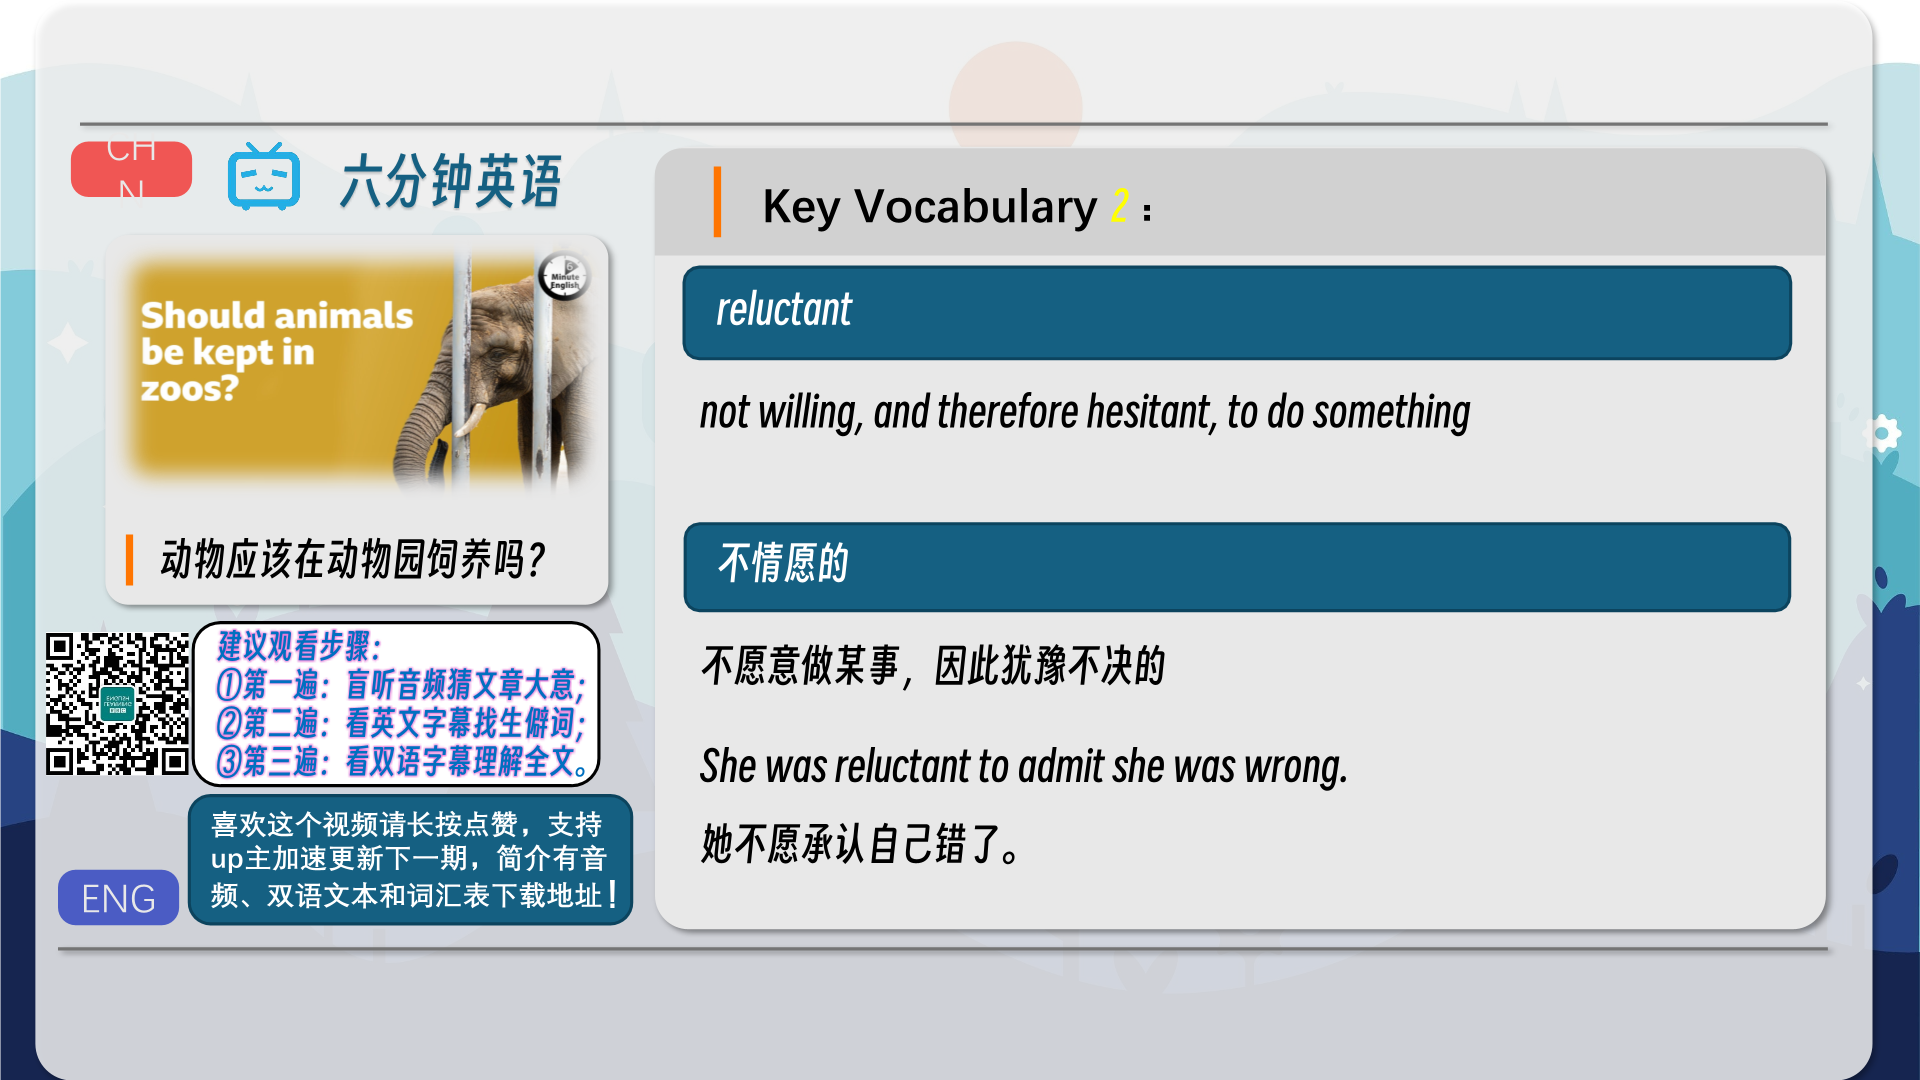 CH
N
六分钟英语
Should animals
be kept in
zoos?
6
Minute
English
动物应该在动物园饲养吗？
建议观看步骤：
①第一遍：盲听音频猜文章大意；
②第二遍：看英文字幕找生僻词；
③第三遍：看双语字幕理解全文。
喜欢这个视频请长按点赞，支持
up主加速更新下一期，简介有音
频、双语文本和词汇表下载地址！
ENG
Key Vocabulary 2：
reluctant
not willing, and therefore hesitant, to do something
不情愿的
不愿意做某事，因此犹豫不决的
She was reluctant to admit she was wrong.
她不愿承认自己错了。